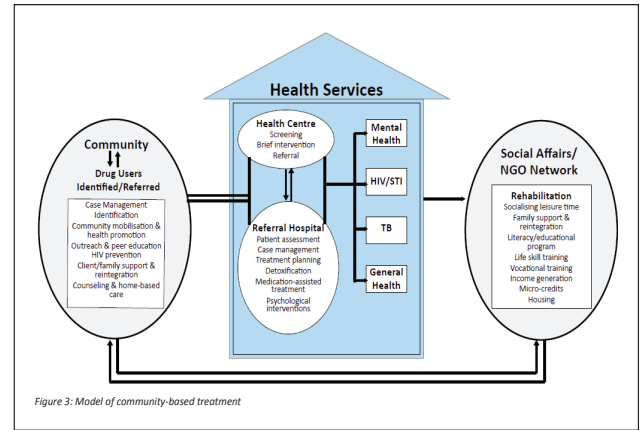 Health Services
Community
Drug Users
Identified/Referred
Case Management
Identification
Community mobilisation &
health promotion
Outreach & peer education
HIV prevention
Client/family support &
reintegration
Counseling & home-based
care
Health Centre
Screening
Brief intervention
Referral
Referral Hospital
Patient assessment
Case management
Treatment planning
Detoxification
Medication-assisted
treatment
Psychological
interventions
Mental
Health
HIV/STI
TB
General
Health
Social Affairs/
NGO Network
Rehabilitation
Socialising leisure time
Family support &
reintegration
Literacy/educational
program
Life skill training
Vocational training
Income generation
Micro-credits
Housing
Figure 3: Model of community-based treatment